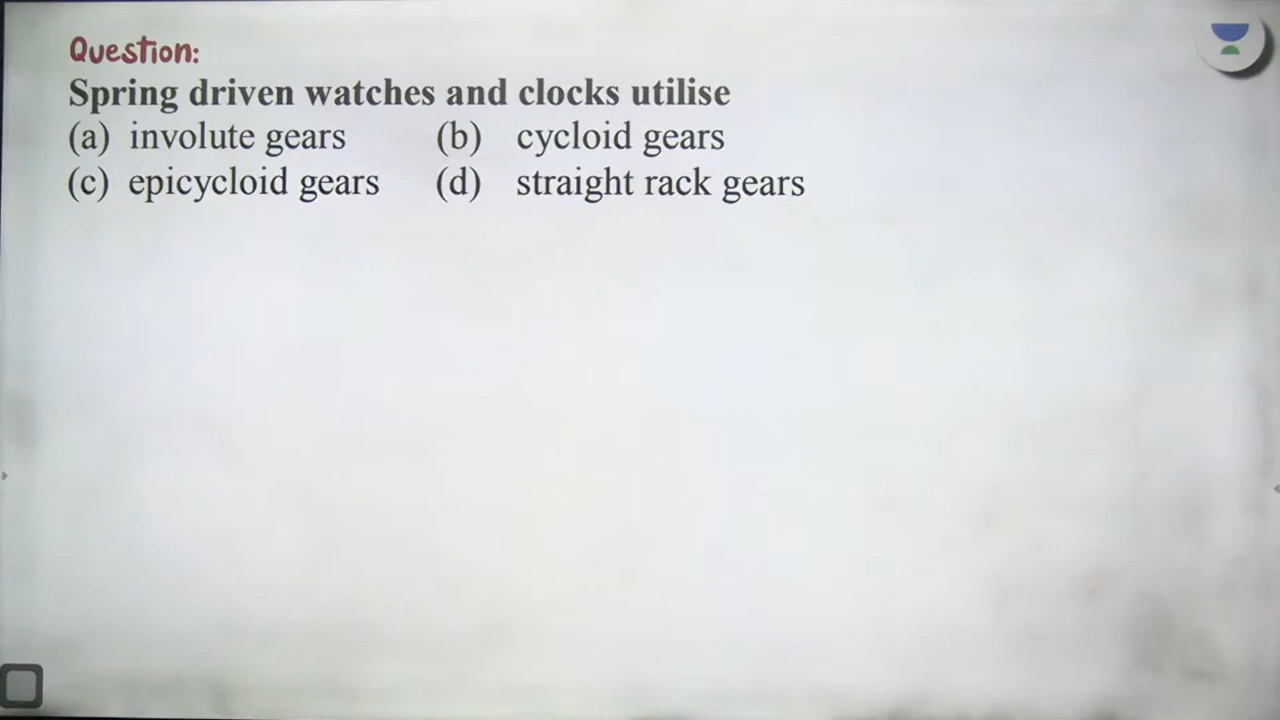 Question:
Spring driven watches and clocks utilise
(a) involute gears (b) cycloid gears
(c) epicycloid gears (d) straight rack gears